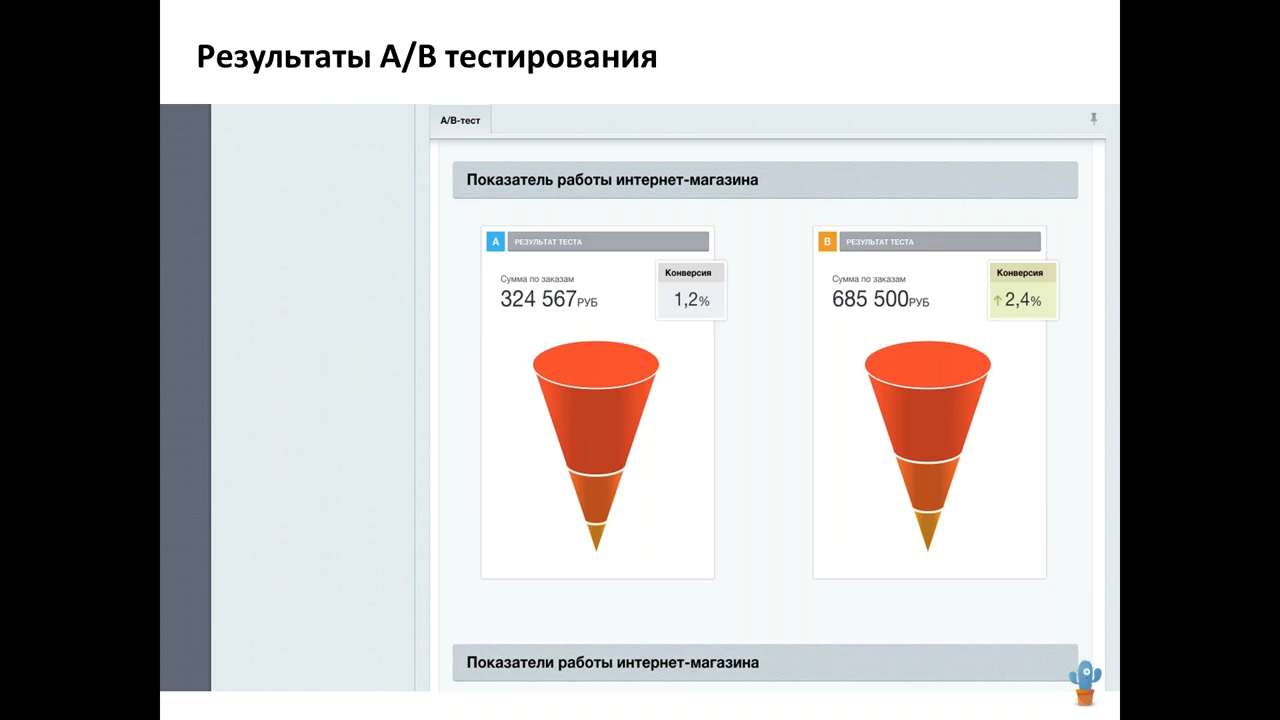 Результаты А/В тестирования
А/В-тест
Показатель работы интернет-магазина
A РЕЗУЛЬТАТ ТЕСТА
Сумма по заказам
324 567РУБ
Конверсия
1,2%
B РЕЗУЛЬТАТ ТЕСТА
Сумма по заказам
685 500РУБ
Конверсия
↑2,4%
Показатели работы интернет-магазина